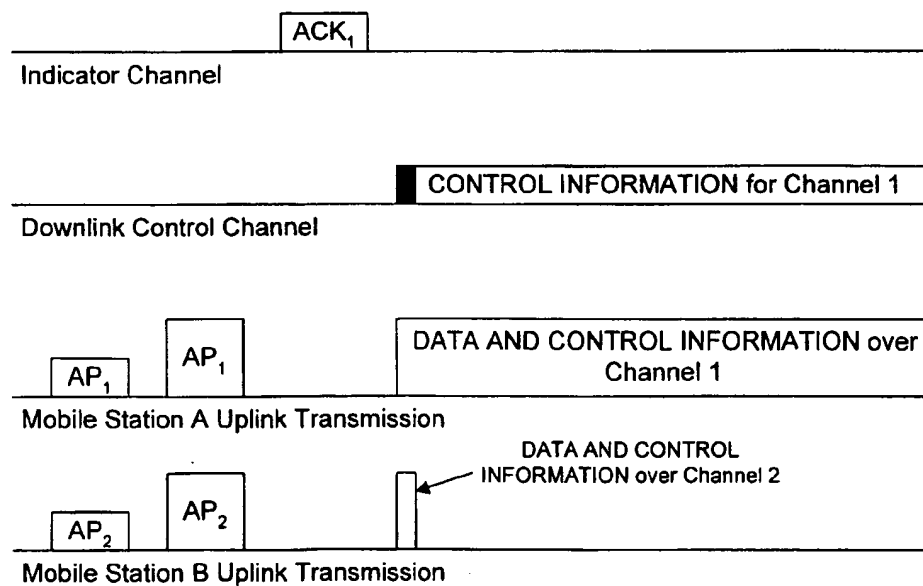 ACK₁
Indicator Channel
CONTROL INFORMATION for Channel 1
Downlink Control Channel
AP₁
AP₁
DATA AND CONTROL INFORMATION over
Channel 1
Mobile Station A Uplink Transmission
DATA AND CONTROL
INFORMATION over Channel 2
AP₂
AP₂
Mobile Station B Uplink Transmission